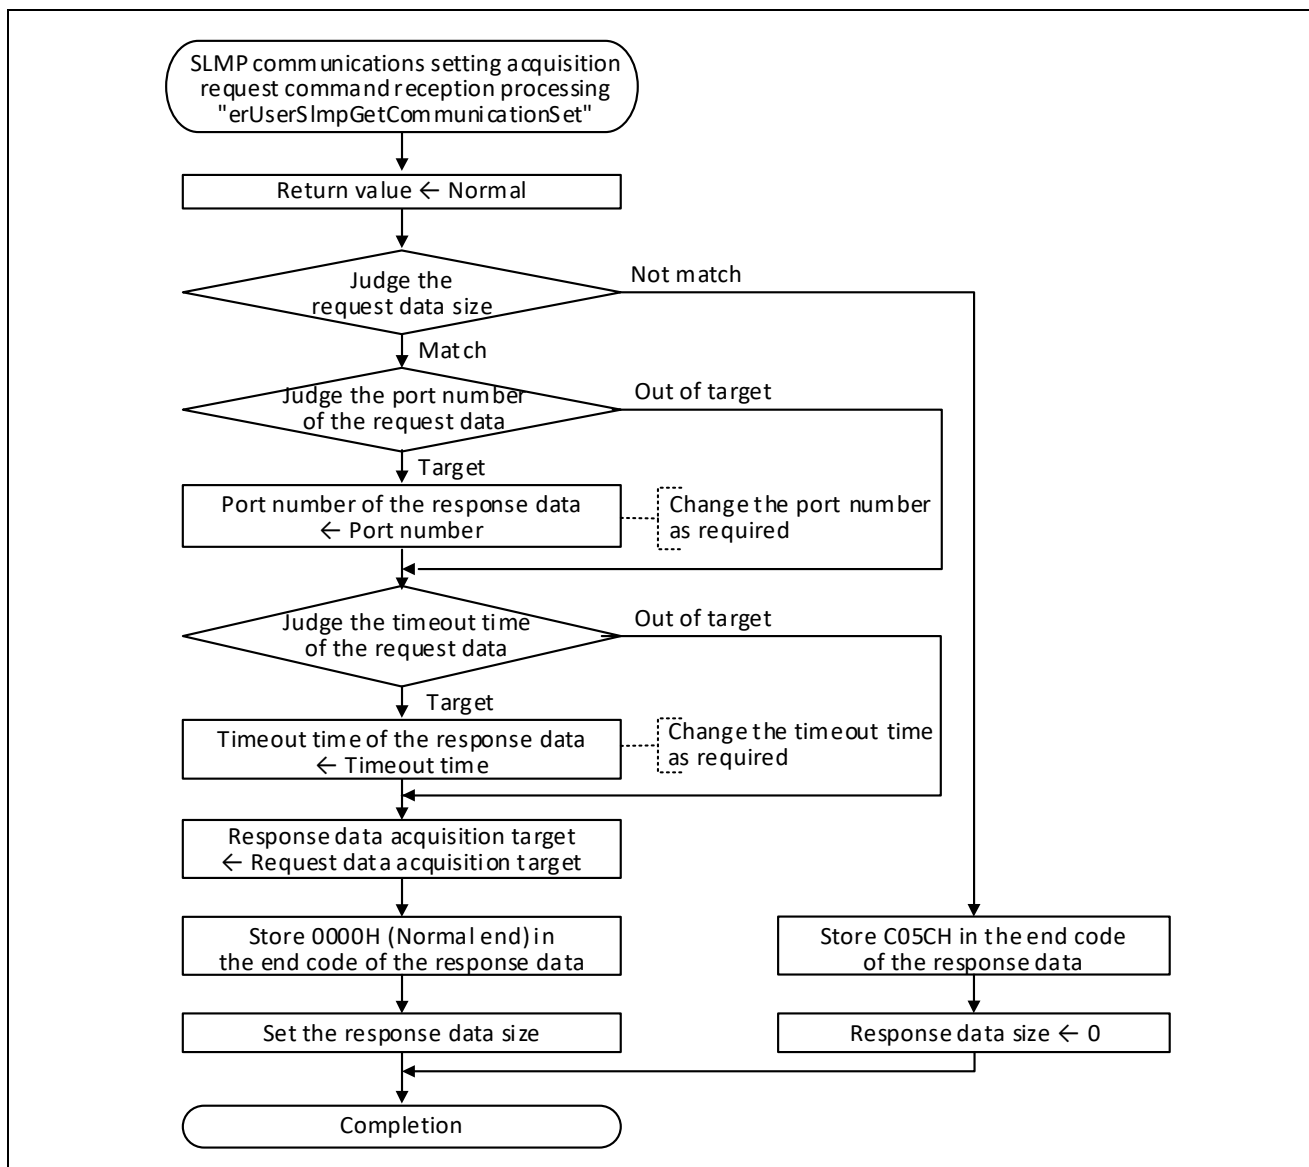 SLMP communications setting acquisition
request command reception processing
"erUserSlmpGetCommunicationSet"
Return value ← Normal
Judge the
request data size
Not match
Match
Judge the port number
of the request data
Out of target
Target
Port number of the response data
← Port number
Change the port number
as required
Judge the timeout time
of the request data
Out of target
Target
Timeout time of the response data
← Timeout time
Change the timeout time
as required
Response data acquisition target
← Request data acquisition target
Store 0000H (Normal end) in
the end code of the response data
Store C05CH in the end code
of the response data
Set the response data size
Response data size ← 0
Completion